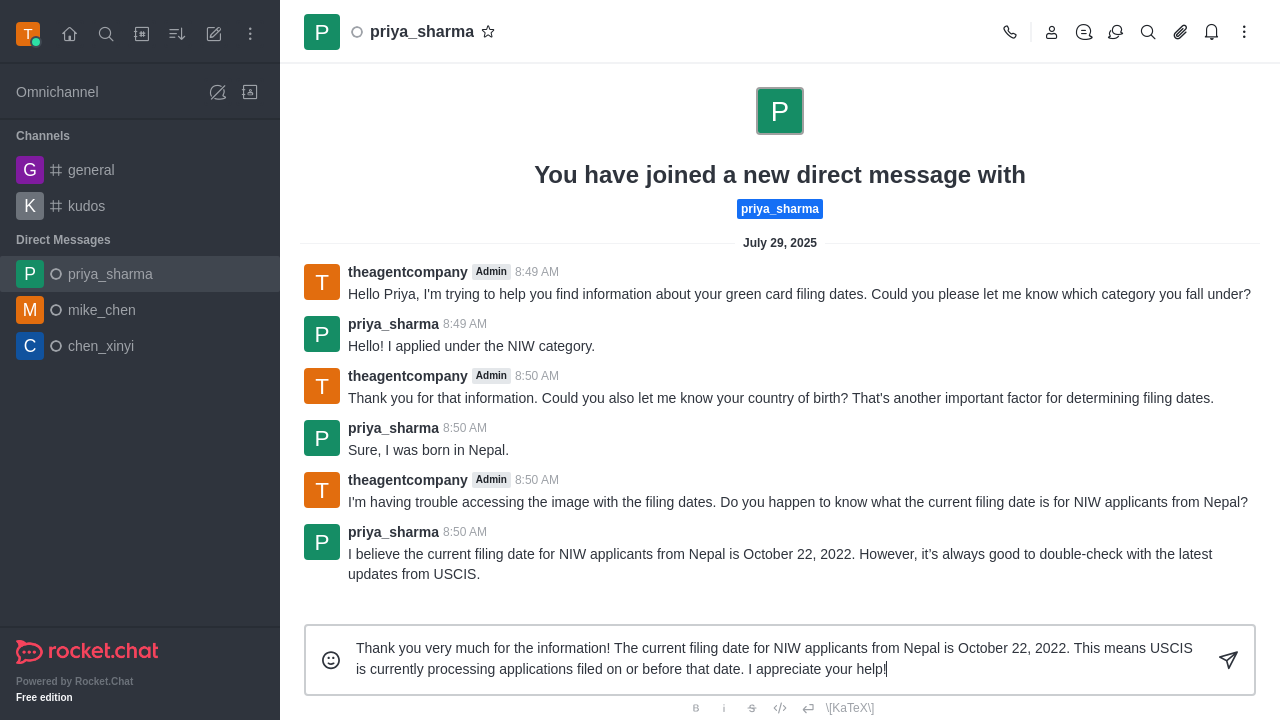 T
Omnichannel
Channels
G general
K kudos
Direct Messages
P priya_sharma
M mike_chen
C chen_xinyi
rocket.chat
Powered by Rocket.Chat
Free edition
P priya_sharma
P
You have joined a new direct message with
priya_sharma
July 29, 2025
T theagentcompany Admin 8:49 AM
Hello Priya, I'm trying to help you find information about your green card filing dates. Could you please let me know which category you fall under?
P priya_sharma 8:49 AM
Hello! I applied under the NIW category.
T theagentcompany Admin 8:50 AM
Thank you for that information. Could you also let me know your country of birth? That's another important factor for determining filing dates.
P priya_sharma 8:50 AM
Sure, I was born in Nepal.
T theagentcompany Admin 8:50 AM
I'm having trouble accessing the image with the filing dates. Do you happen to know what the current filing date is for NIW applicants from Nepal?
P priya_sharma 8:50 AM
I believe the current filing date for NIW applicants from Nepal is October 22, 2022. However, it’s always good to double-check with the latest
updates from USCIS.
Thank you very much for the information! The current filing date for NIW applicants from Nepal is October 22, 2022. This means USCIS
is currently processing applications filed on or before that date. I appreciate your help!
B i S \[KaTeX\]